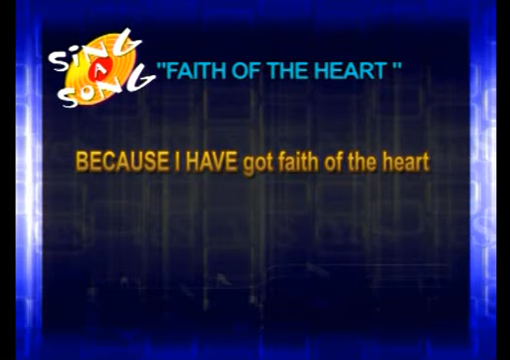 SiNG
A
SONG
"FAITH OF THE HEART "
BECAUSE I HAVE got faith of the heart